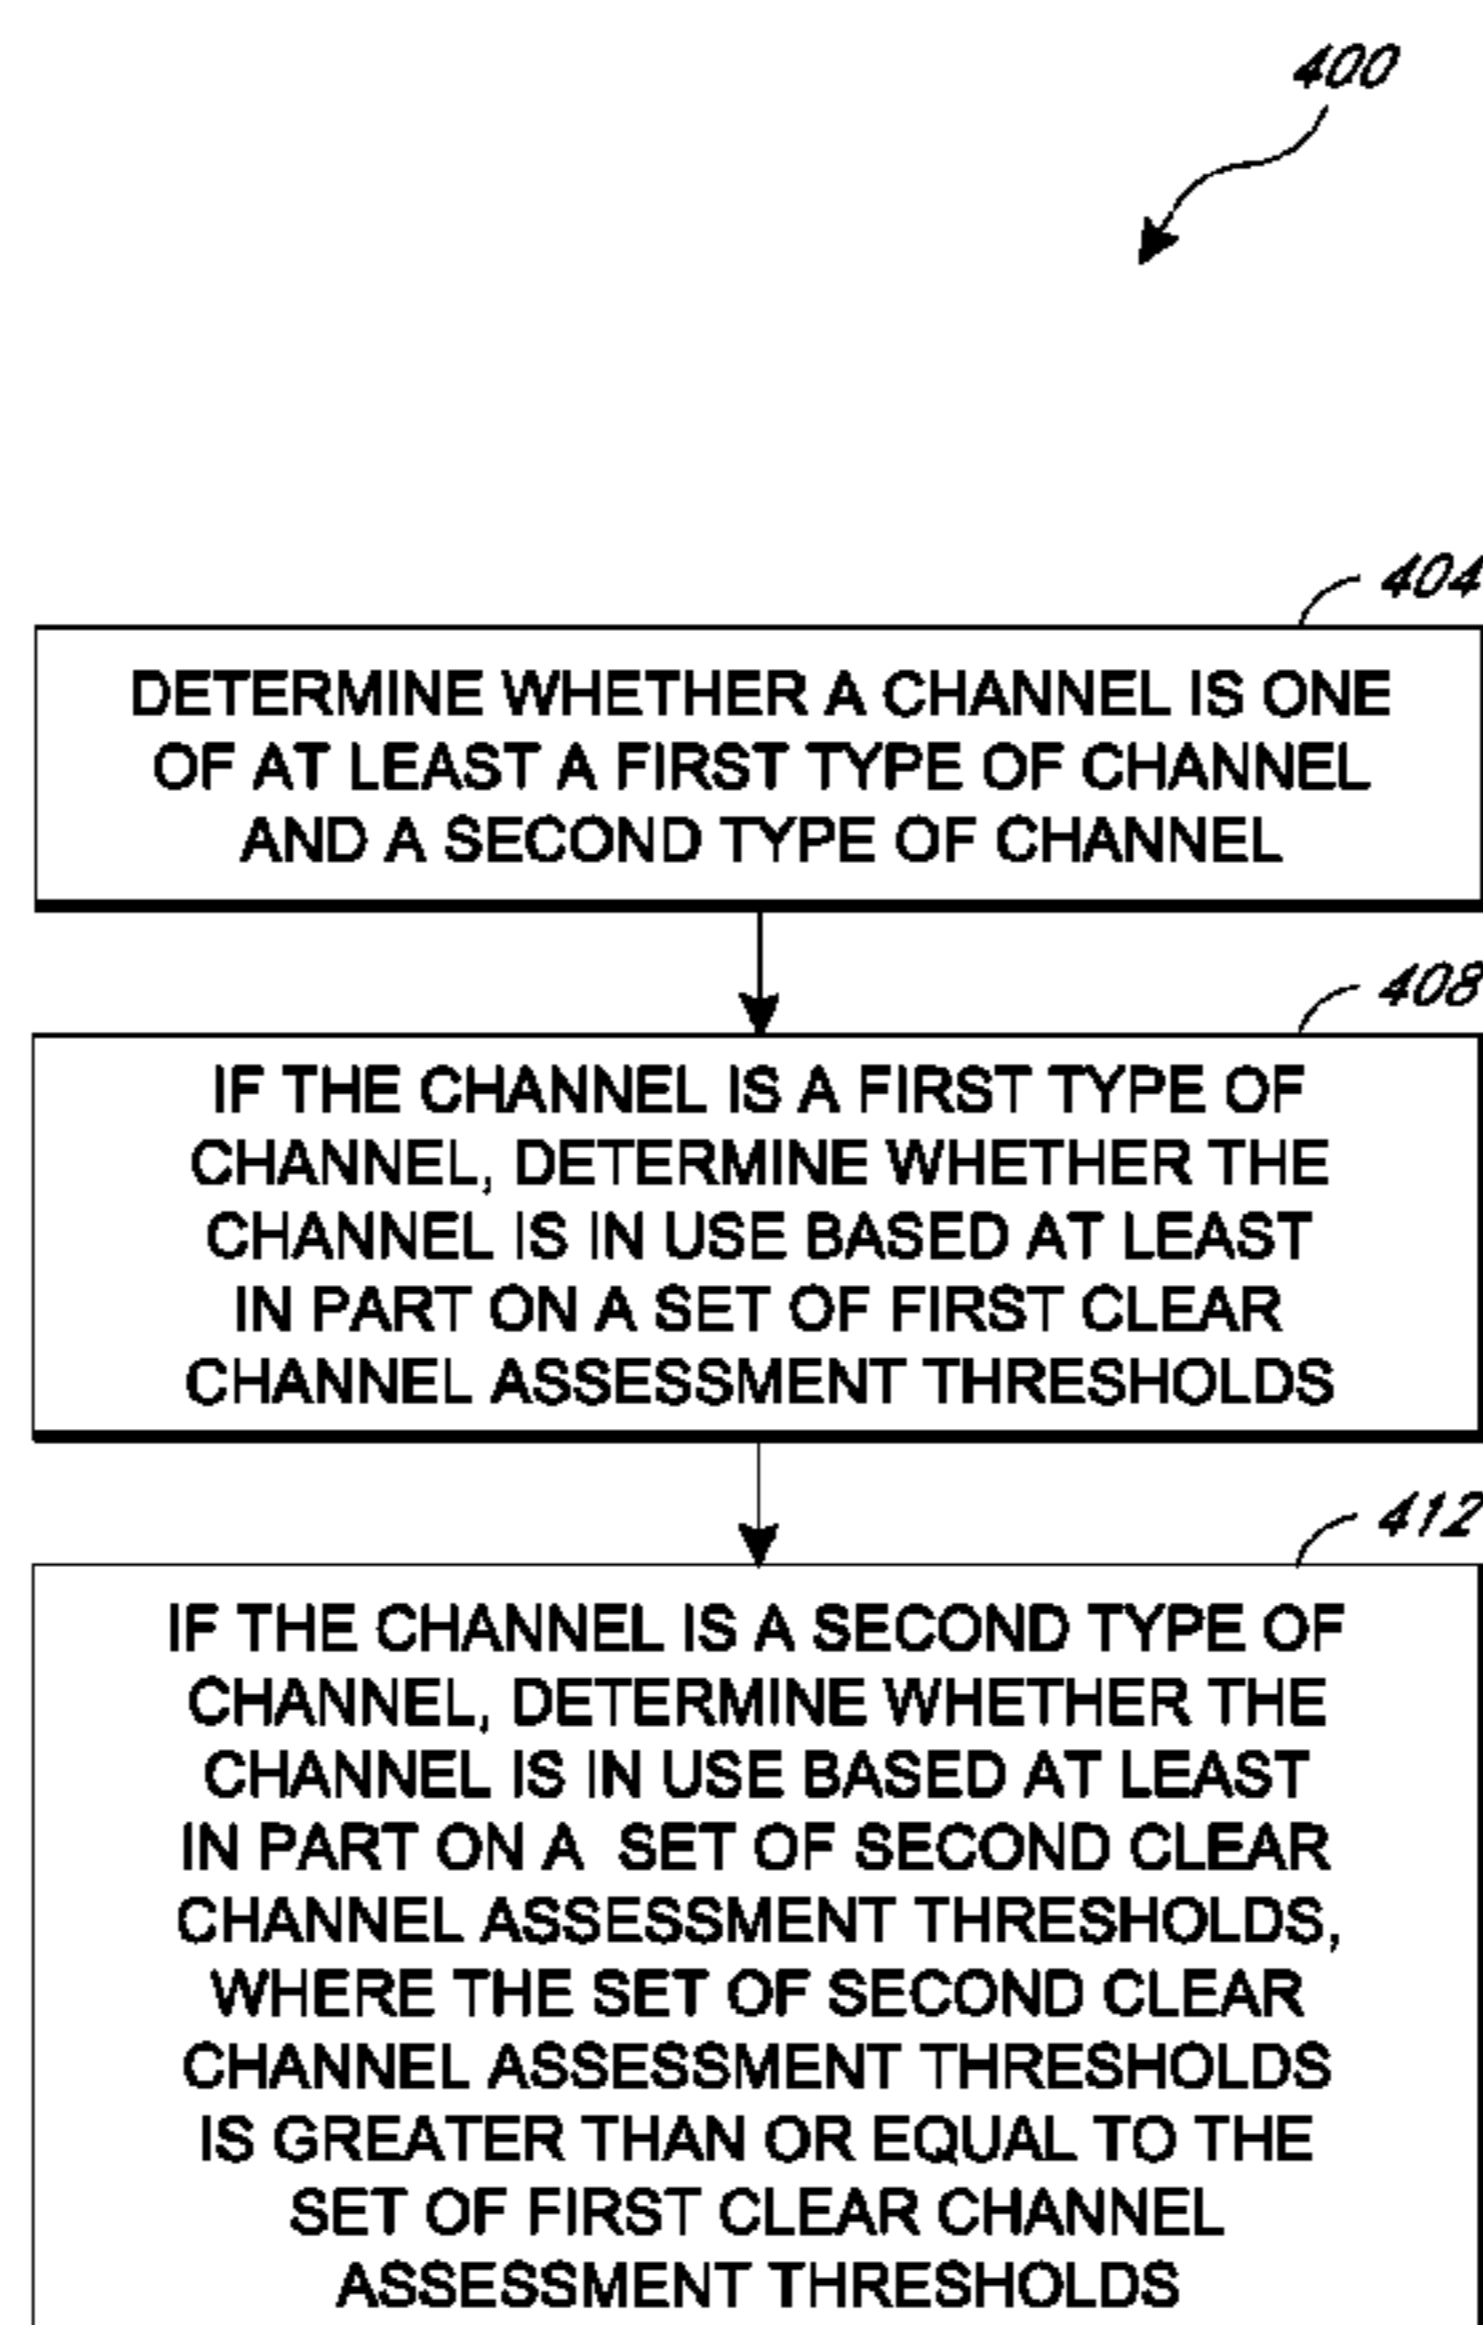 400
404
DETERMINE WHETHER A CHANNEL IS ONE
OF AT LEAST A FIRST TYPE OF CHANNEL
AND A SECOND TYPE OF CHANNEL
408
IF THE CHANNEL IS A FIRST TYPE OF
CHANNEL, DETERMINE WHETHER THE
CHANNEL IS IN USE BASED AT LEAST
IN PART ON A SET OF FIRST CLEAR
CHANNEL ASSESSMENT THRESHOLDS
412
IF THE CHANNEL IS A SECOND TYPE OF
CHANNEL, DETERMINE WHETHER THE
CHANNEL IS IN USE BASED AT LEAST
IN PART ON A SET OF SECOND CLEAR
CHANNEL ASSESSMENT THRESHOLDS,
WHERE THE SET OF SECOND CLEAR
CHANNEL ASSESSMENT THRESHOLDS
IS GREATER THAN OR EQUAL TO THE
SET OF FIRST CLEAR CHANNEL
ASSESSMENT THRESHOLDS